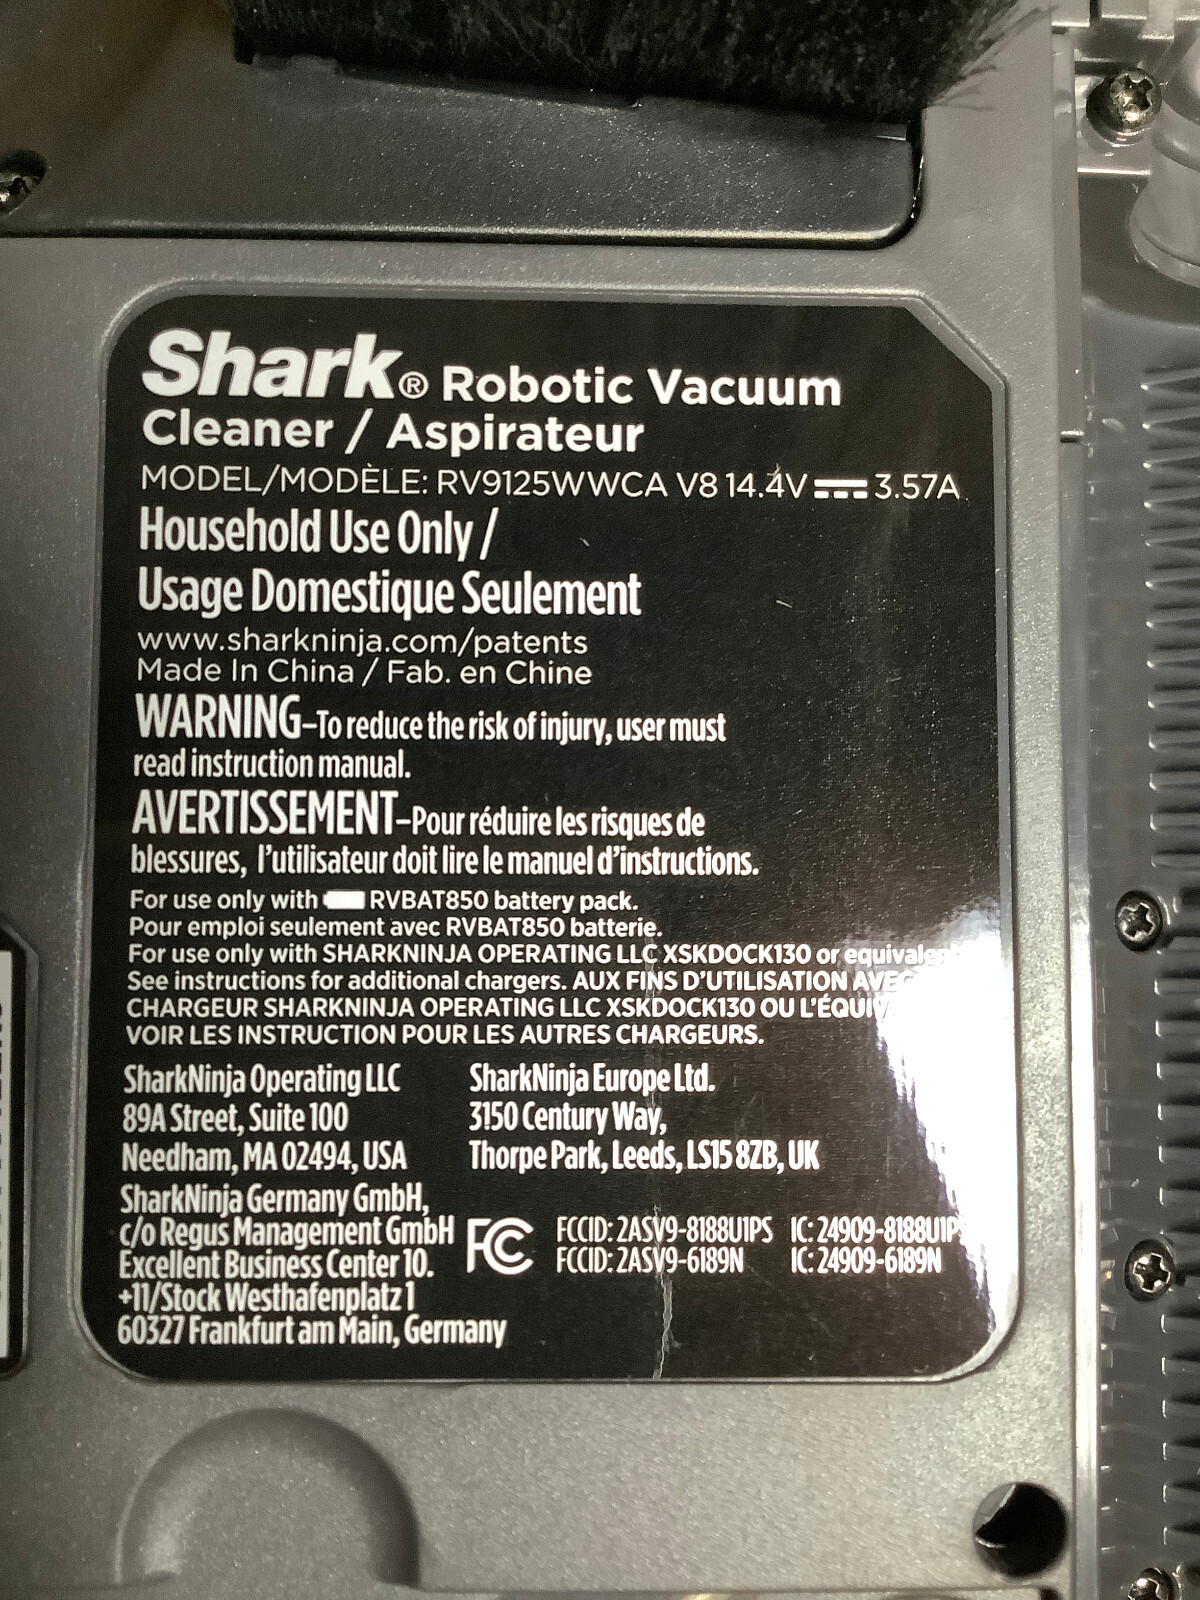 Shark® Robotic Vacuum
Cleaner / Aspirateur
MODEL/MODÈLE: RV9125WWCA V8 14.4V 3.57A
Household Use Only /
Usage Domestique Seulement
www.sharkninja.com/patents
Made In China / Fab. en Chine
WARNING–To reduce the risk of injury, user must
read instruction manual.
AVERTISSEMENT–Pour réduire les risques de
blessures, l'utilisateur doit lire le manuel d'instructions.
For use only with RVBAT850 battery pack.
Pour emploi seulement avec RVBAT850 batterie.
For use only with SHARKNINJA OPERATING LLC XSKDOCK130 or
See instructions for additional chargers. AUX FINS D'UTILISATION AVEC
CHARGEUR SHARKNINJA OPERATING LLC XSKDOCK130 OU
VOIR LES INSTRUCTION POUR LES AUTRES CHARGEURS.
SharkNinja Operating LLC
89A Street, Suite 100
Needham, MA 02494, USA
SharkNinja Europe Ltd.
3150 Century Way,
Thorpe Park, Leeds, LS15 8ZB, UK
SharkNinja Germany GmbH,
c/o Regus Management GmbH
Excellent Business Center 10.
+11/Stock Westhafenplatz 1
60327 Frankfurt am Main, Germany
FC
FCCID: 2ASV9-8188U1PS IC: 24909-8188U1PS
FCCID: 2ASV9-6189N IC: 24909-6189N